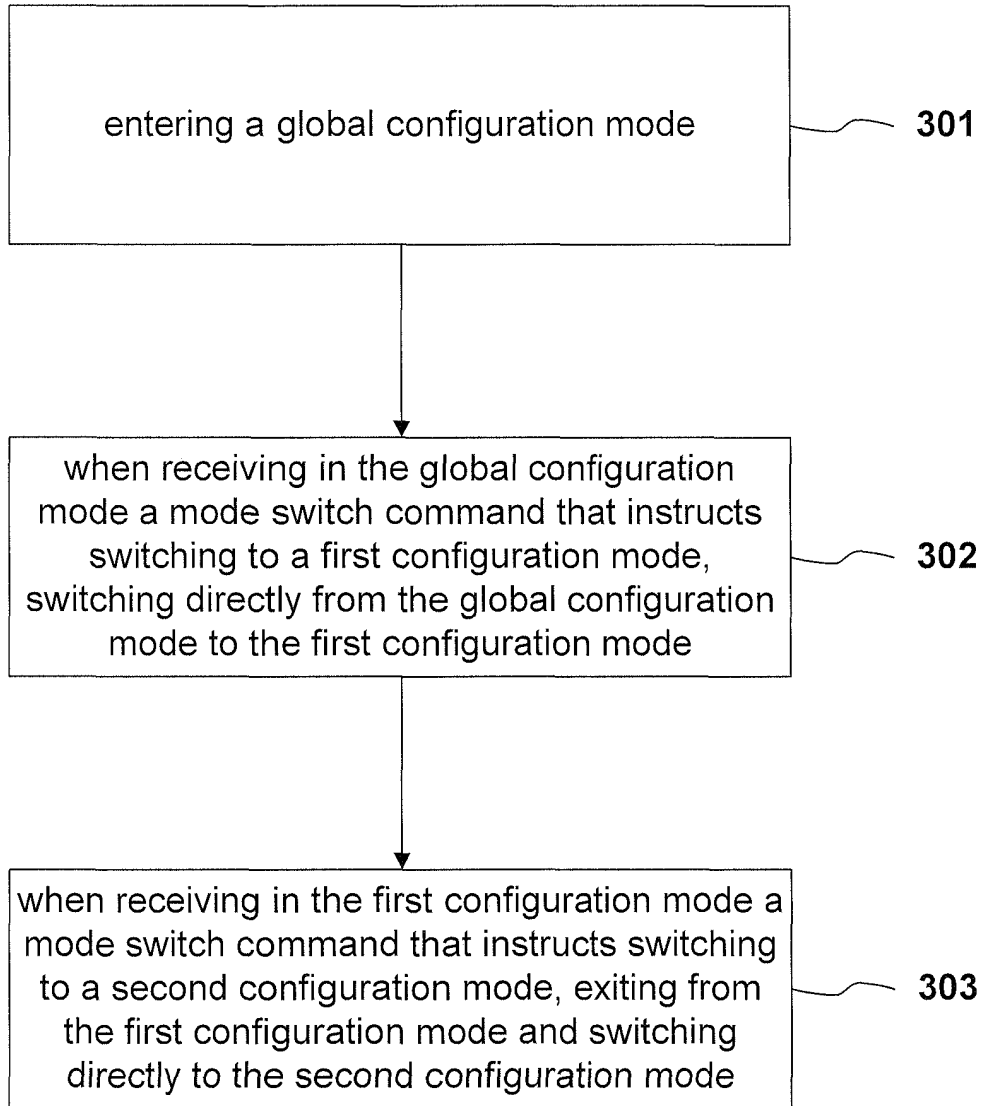 entering a global configuration mode
301
when receiving in the global configuration
mode a mode switch command that instructs
switching to a first configuration mode,
switching directly from the global configuration
mode to the first configuration mode
302
when receiving in the first configuration mode a
mode switch command that instructs switching
to a second configuration mode, exiting from
the first configuration mode and switching
directly to the second configuration mode
303